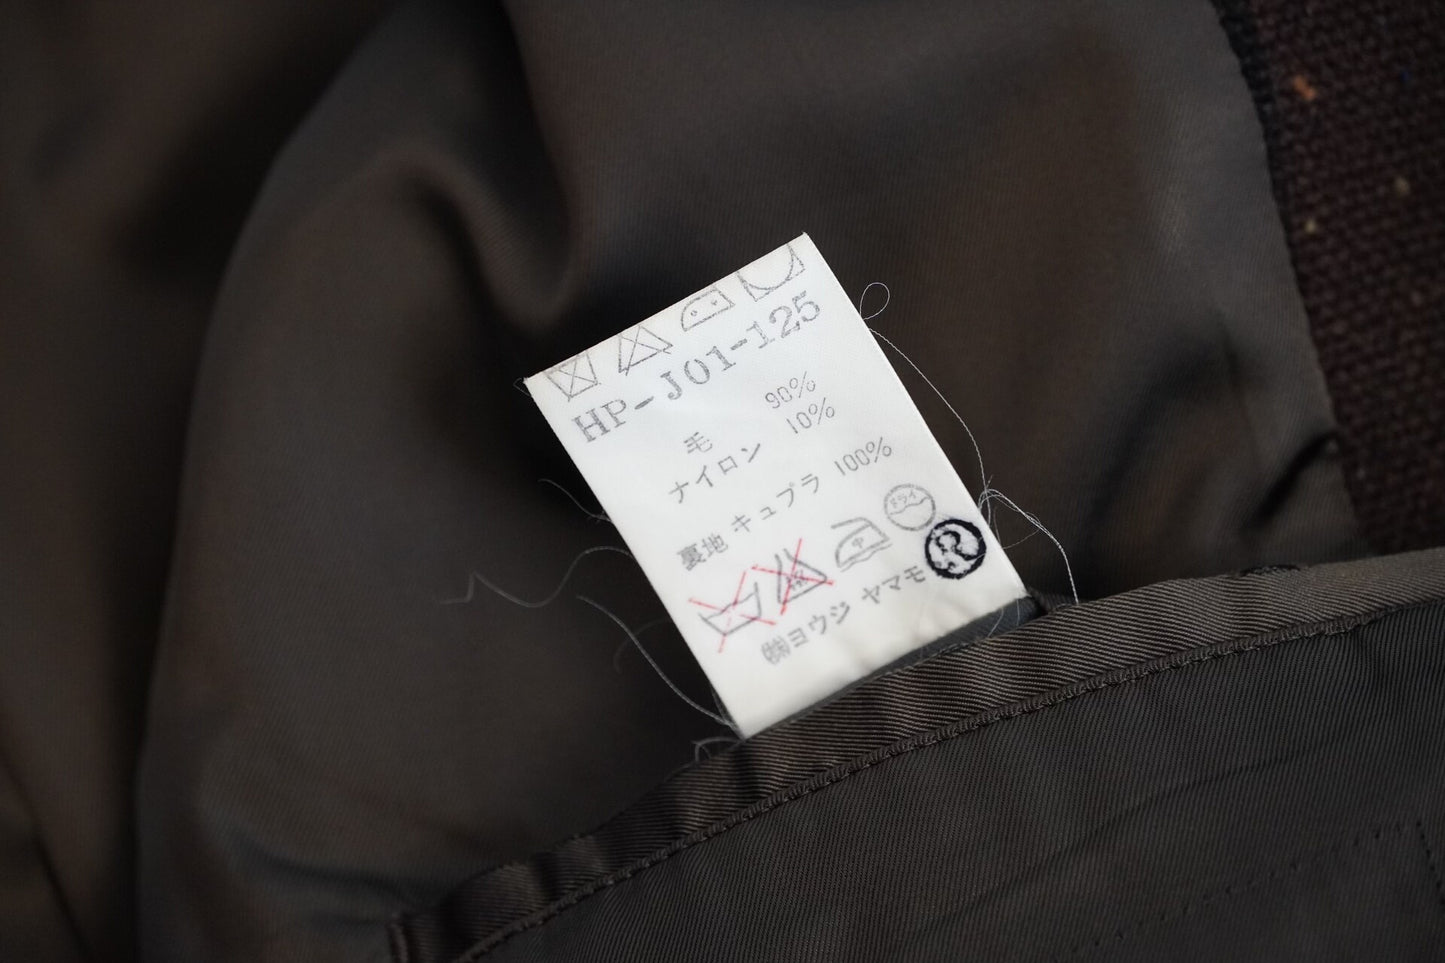 HP-J01-125
毛 90%
ナイロン 10%
裏地 キュプラ 100%
ドライ
中
㈱ヨウジ ヤマモト
R